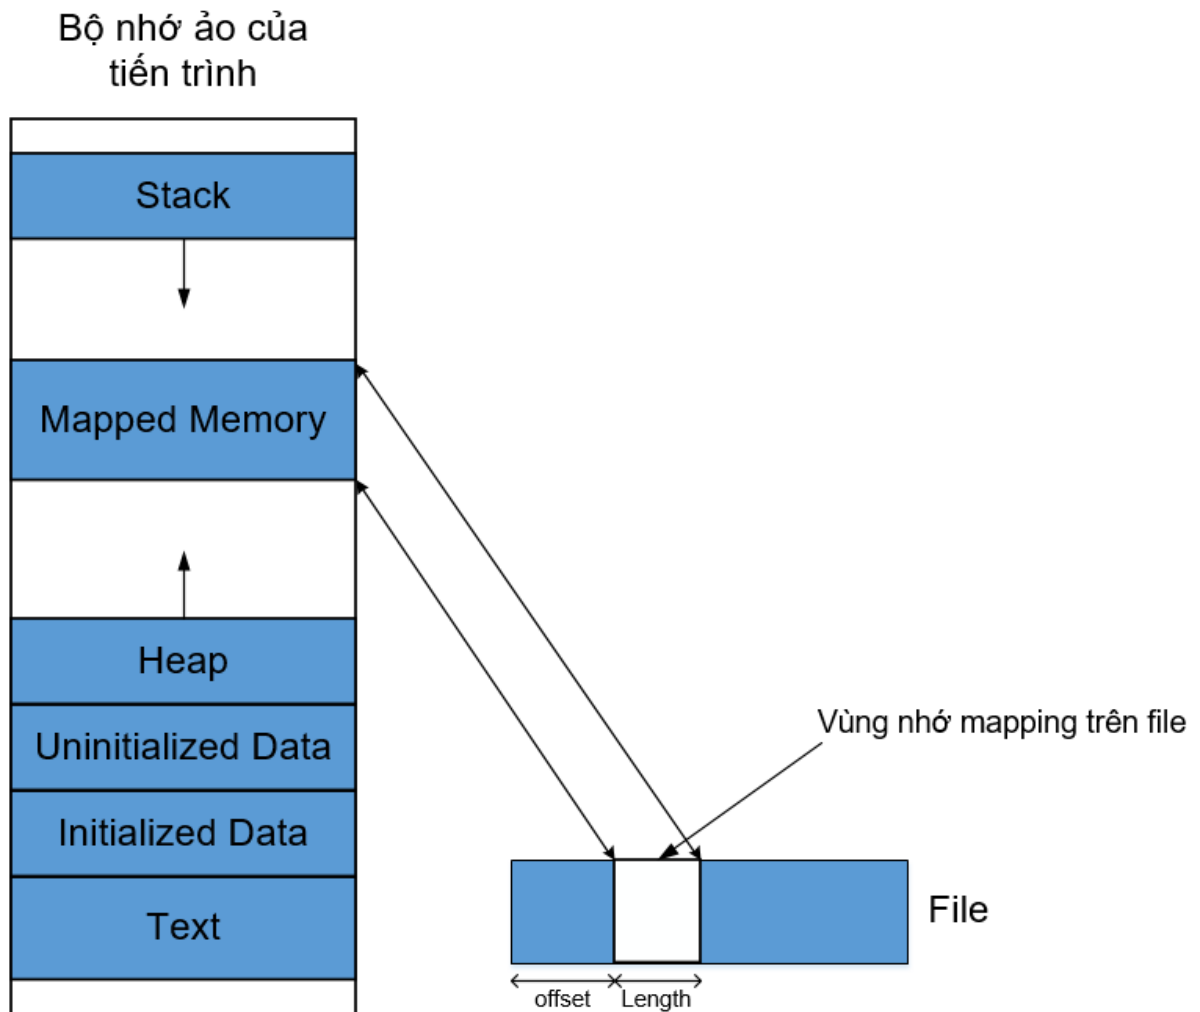 Bộ nhớ ảo của
tiến trình
Stack
Mapped Memory
Heap
Uninitialized Data
Initialized Data
Text
Vùng nhớ mapping trên file
File
offset
Length